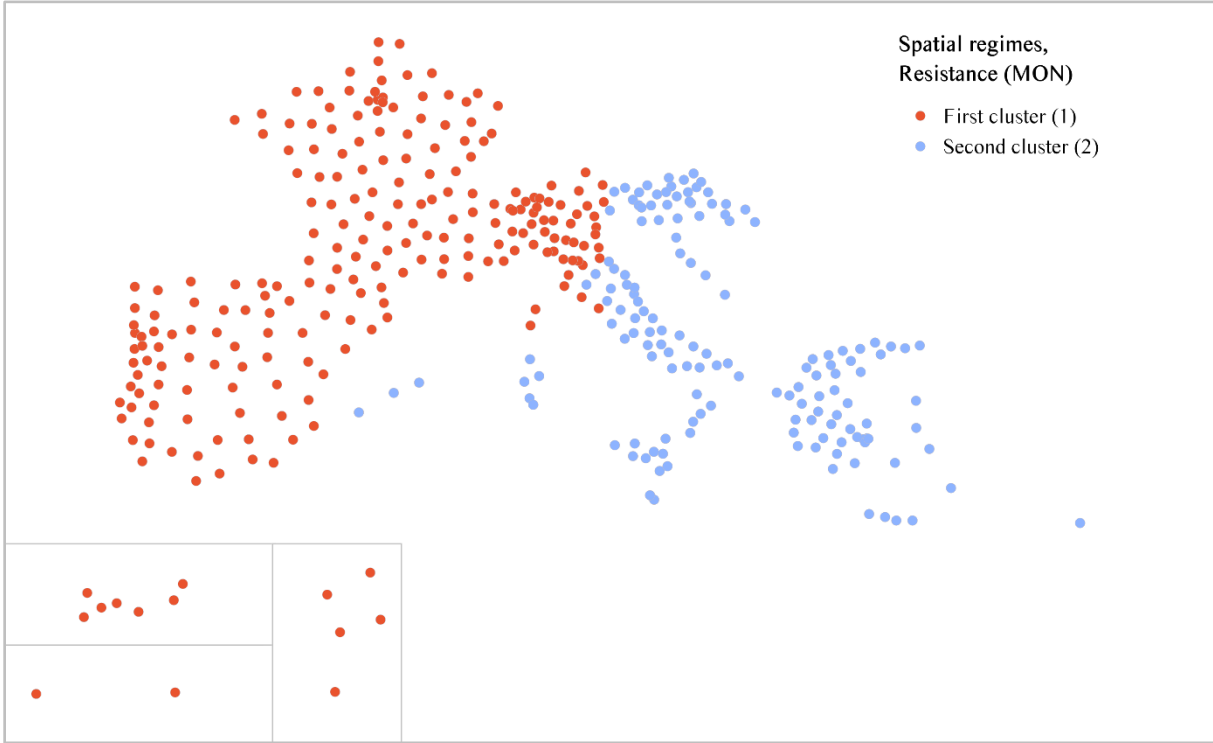 Spatial regimes,
Resistance (MON)
First cluster (1)
Second cluster (2)